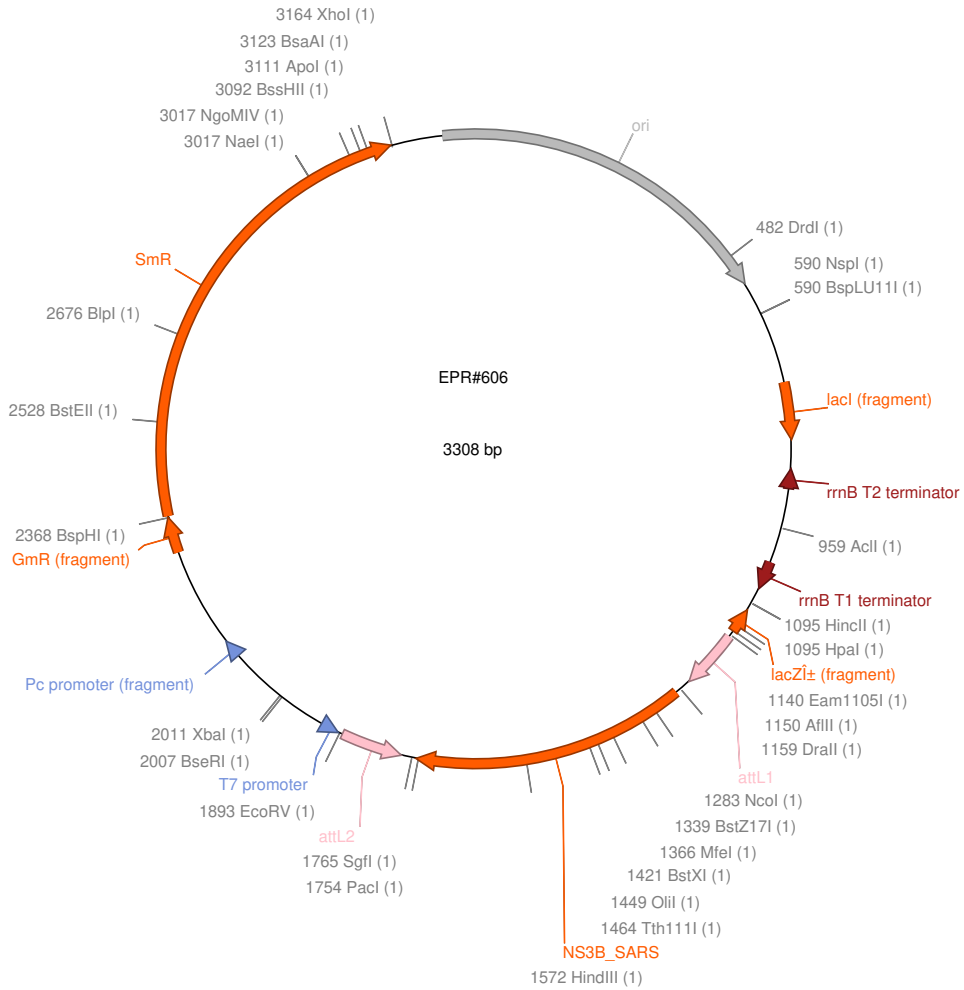 3164 XhoI (1)
3123 BsaAI (1)
3111 ApoI (1)
3092 BssHII (1)
3017 NgoMIV (1)
3017 NaeI (1)
ori
482 DrdI (1)
590 NspI (1)
590 BspLU11I (1)
SmR
2676 BlpI (1)
EPR#606
lacI (fragment)
2528 BstEII (1)
3308 bp
rrnB T2 terminator
2368 BspHI (1)
GmR (fragment)
959 AclI (1)
rrnB T1 terminator
1095 HincII (1)
1095 HpaI (1)
lacZÎ± (fragment)
Pc promoter (fragment)
1140 Eam1105I (1)
1150 AflII (1)
1159 DraII (1)
2011 XbaI (1)
2007 BseRI (1)
T7 promoter
attL1
1893 EcoRV (1)
1283 NcoI (1)
1339 BstZ17I (1)
attL2
1366 MfeI (1)
1765 SgfI (1)
1421 BstXI (1)
1754 PacI (1)
1449 OliI (1)
1464 Tth111I (1)
NS3B_SARS
1572 HindIII (1)